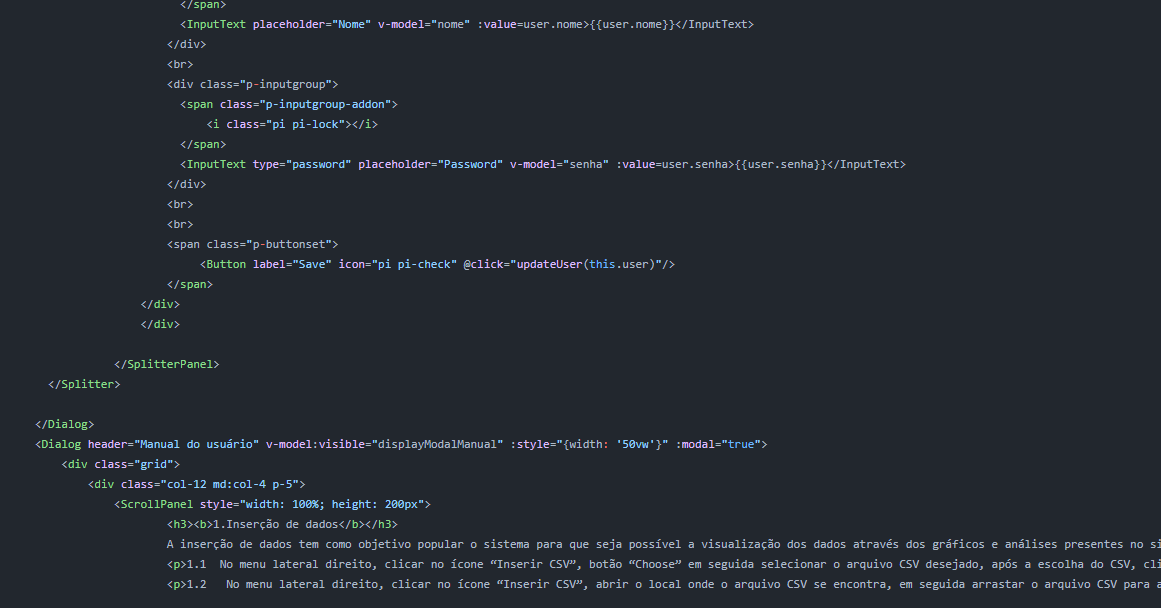 </span>
<InputText placeholder="Nome" v-model="nome" :value=user.nome>{{user.nome}}</InputText>
</div>
<br>
<div class="p-inputgroup">
<span class="p-inputgroup-addon">
<i class="pi pi-lock"></i>
</span>
<InputText type="password" placeholder="Password" v-model="senha" :value=user.senha>{{user.senha}}</InputText>
</div>
<br>
<br>
<span class="p-buttonset">
<Button label="Save" icon="pi pi-check" @click="updateUser(this.user)"/>
</span>
</div>
</div>
</SplitterPanel>
</Splitter>
</Dialog>
<Dialog header="Manual do usuário" v-model:visible="displayModalManual" :style="{width: '50vw'}" :modal="true">
<div class="grid">
<div class="col-12 md:col-4 p-5">
<ScrollPanel style="width: 100%; height: 200px">
<h3><b>1.Inserção de dados</b></h3>
A inserção de dados tem como objetivo popular o sistema para que seja possível a visualização dos dados através dos gráficos e análises presentes no si
<p>1.1  No menu lateral direito, clicar no ícone “Inserir CSV”, botão “Choose” em seguida selecionar o arquivo CSV desejado, após a escolha do CSV, cli
<p>1.2   No menu lateral direito, clicar no ícone “Inserir CSV”, abrir o local onde o arquivo CSV se encontra, em seguida arrastar o arquivo CSV para a